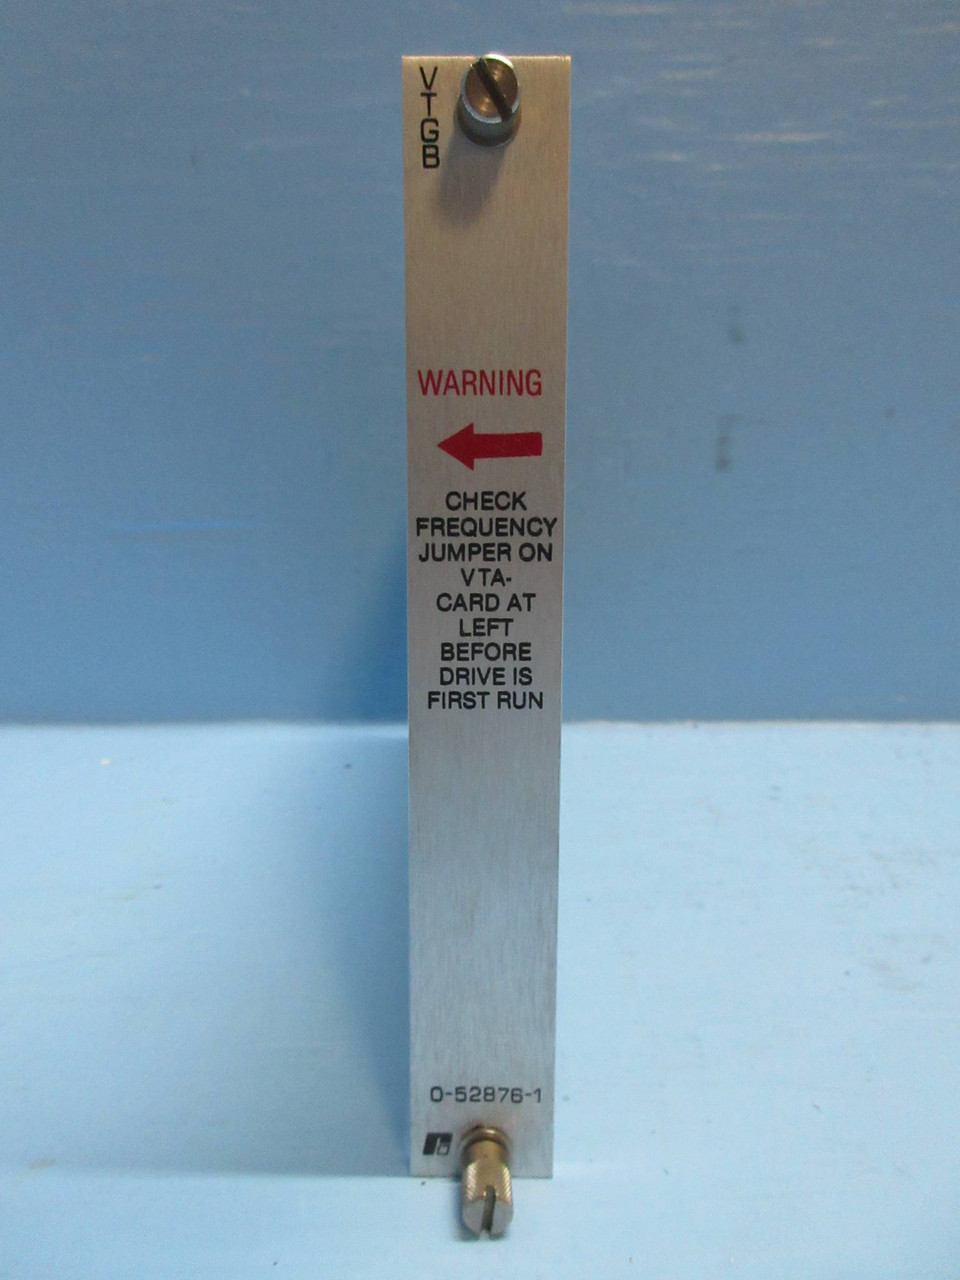 VTGB
WARNING
CHECK
FREQUENCY
JUMPER ON
VTA-
CARD AT
LEFT
BEFORE
DRIVE IS
FIRST RUN
0-52876-1